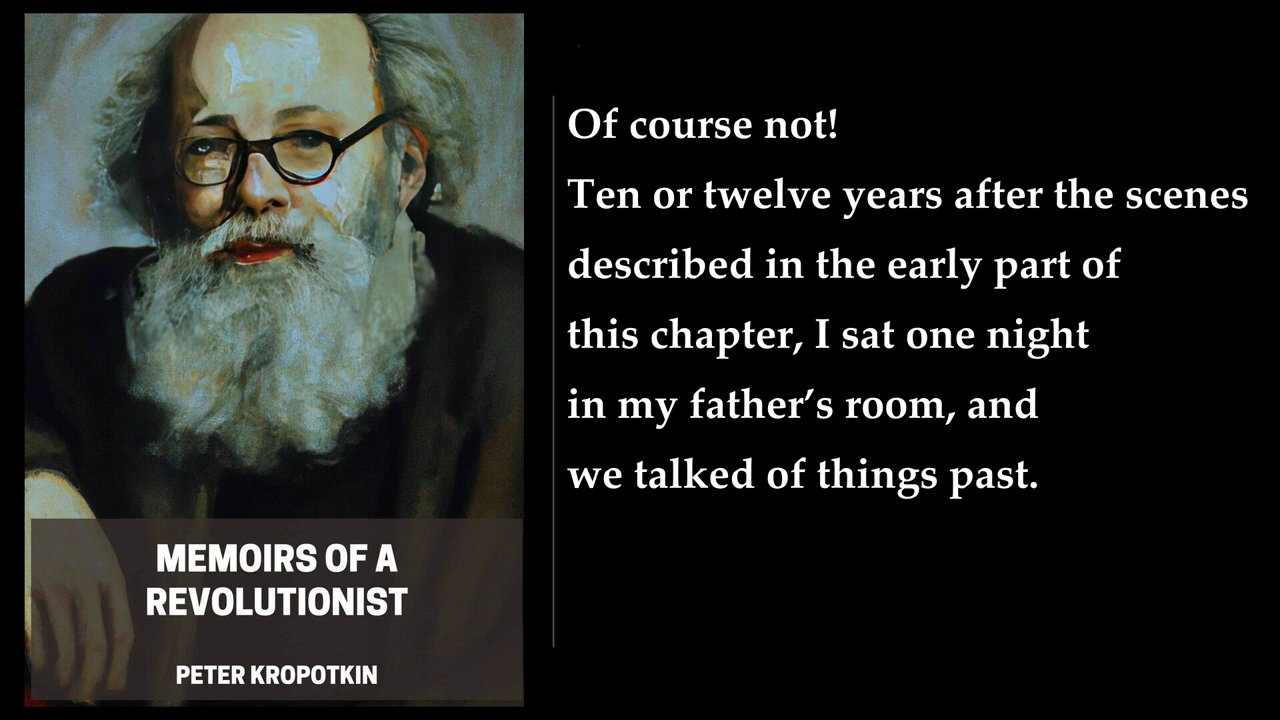 MEMOIRS OF A
REVOLUTIONIST
PETER KROPOTKIN
Of course not!
Ten or twelve years after the scenes
described in the early part of
this chapter, I sat one night
in my father’s room, and
we talked of things past.